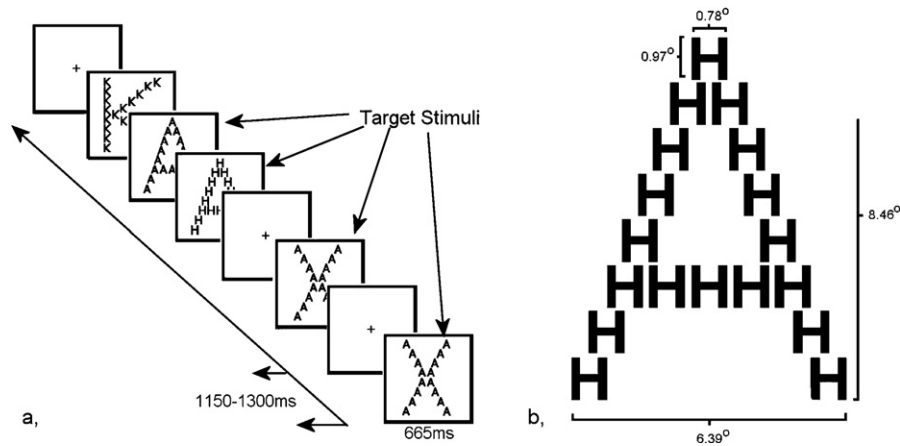 Target Stimuli
1150-1300ms
665ms
a,
0.78°
0.97°
8.46°
6.39°
b,